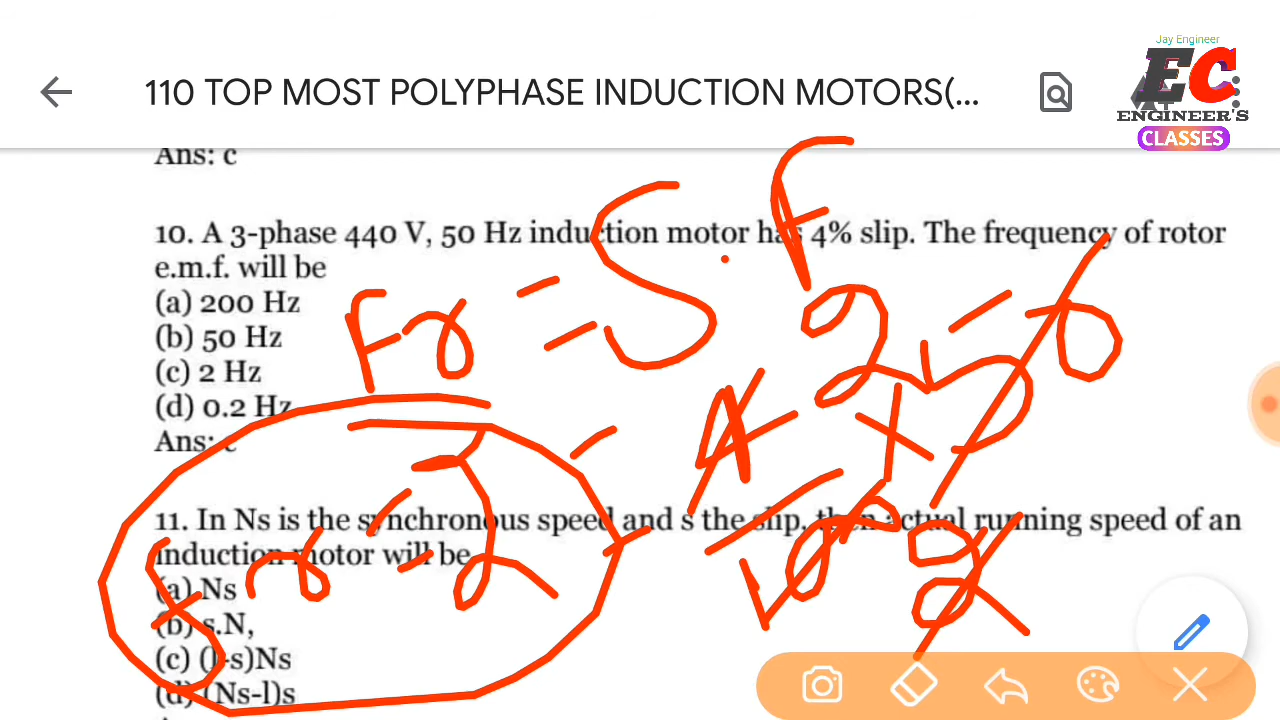 Jay Engineer
EC
ENGINEER'S
CLASSES
110 TOP MOST POLYPHASE INDUCTION MOTORS(...
Ans: c
10. A 3-phase 440 V, 50 Hz induction motor has 4% slip. The frequency of rotor
e.m.f. will be
(a) 200 Hz
(b) 50 Hz
(c) 2 Hz
(d) 0.2 Hz
Ans: c
Fr = S.F
= 4
100
× 50
Fr = 2
11. In Ns is the synchronous speed and s the slip, then actual running speed of an
induction motor will be
(a) Ns
(b) s.N,
(c) (l-s)Ns
(d) (Ns-l)s